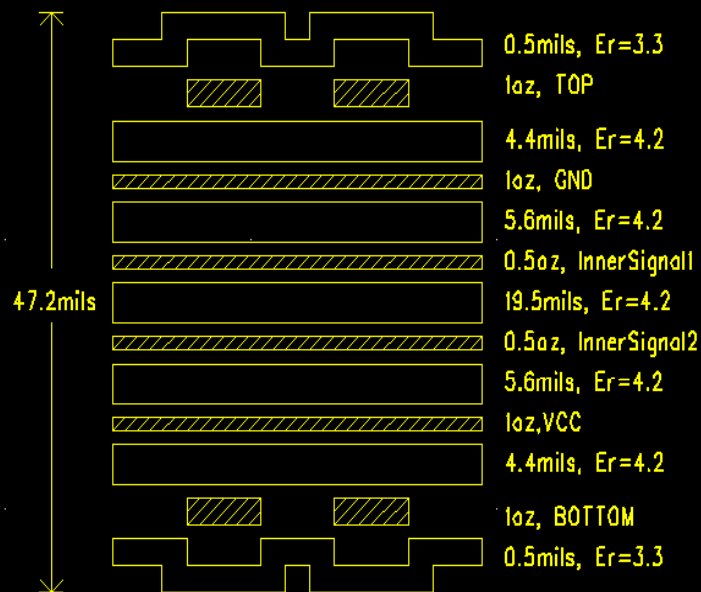 0.5mils, Er=3.3
1oz, TOP
4.4mils, Er=4.2
1oz, GND
5.6mils, Er=4.2
0.5oz, InnerSignal1
47.2mils
19.5mils, Er=4.2
0.5oz, InnerSignal2
5.6mils, Er=4.2
1oz,VCC
4.4mils, Er=4.2
1oz, BOTTOM
0.5mils, Er=3.3